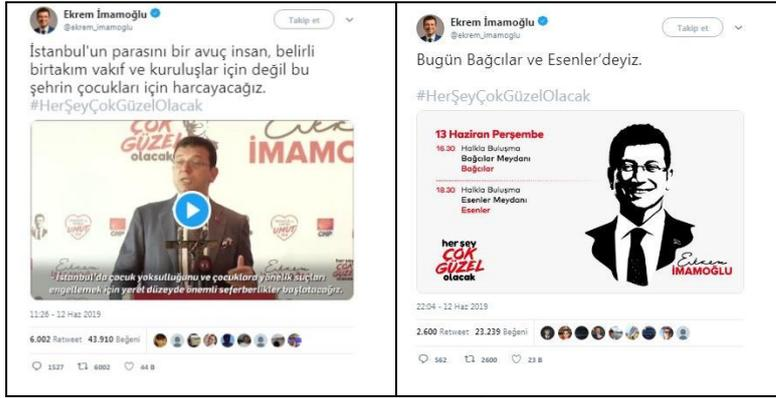 Ekrem İmamoğlu
@ekrem_imamoglu
Takip et
İstanbul'un parasını bir avuç insan, belirli
birtakım vakıf ve kuruluşlar için değil bu
şehrin çocukları için harcayacağız.
#HerŞeyÇokGüzelOlacak
ÇOK
GÜZEL
olacak
İMAMO
UMUT
CHP
UMUT
CHP
İstanbul'da çocuk yoksulluğunu ve çocuklara yönelik suçları
engellemek için yerel düzeyde önemli seferberlikler başlatacağız.
11:26 - 12 Haz 2019
6.002 Retweet 43.910 Beğeni
1527 6002 44 B
Ekrem İmamoğlu
@ekrem_imamoglu
Takip et
Bugün Bağcılar ve Esenler'deyiz.
#HerŞeyÇokGüzelOlacak
13 Haziran Perşembe
16.30 Halkla Buluşma
Bağcılar Meydanı
Bağcılar
18.30 Halkla Buluşma
Esenler Meydanı
Esenler
her şey
ÇOK
GÜZEL
olacak
Ekrem
İMAMOĞLU
22:04 - 12 Haz 2019
2.600 Retweet 23.239 Beğeni
562 2600 23 B